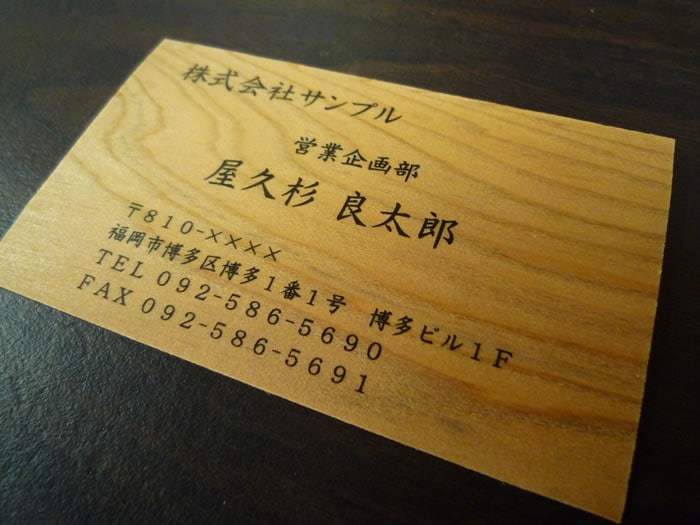 株式会社サンプル
営業企画部
屋久杉 良太郎
〒810-××××
福岡市博多区博多1番1号 博多ビル1F
TEL 092-586-5690
FAX 092-586-5691